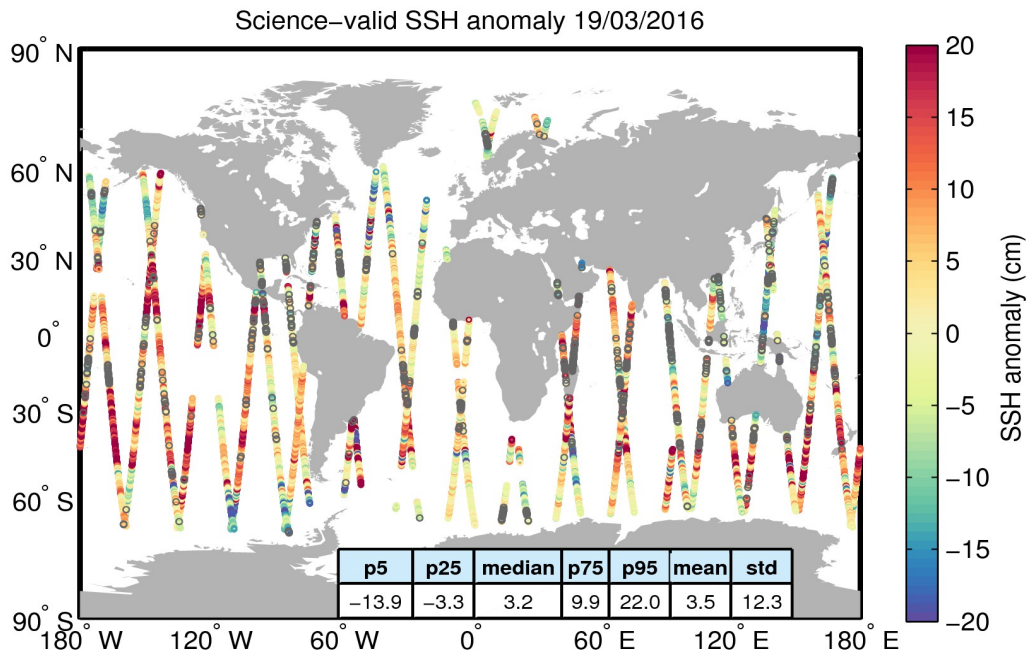 Science−valid SSH anomaly 19/03/2016
90° N
60° N
30° N
0°
30° S
60° S
90° S
180° W
120° W
60° W
0°
60° E
120° E
180° E
p5 p25 median p75 p95 mean std
−13.9 −3.3 3.2 9.9 22.0 3.5 12.3
20
15
10
5
0
−5
−10
−15
−20
SSH anomaly (cm)